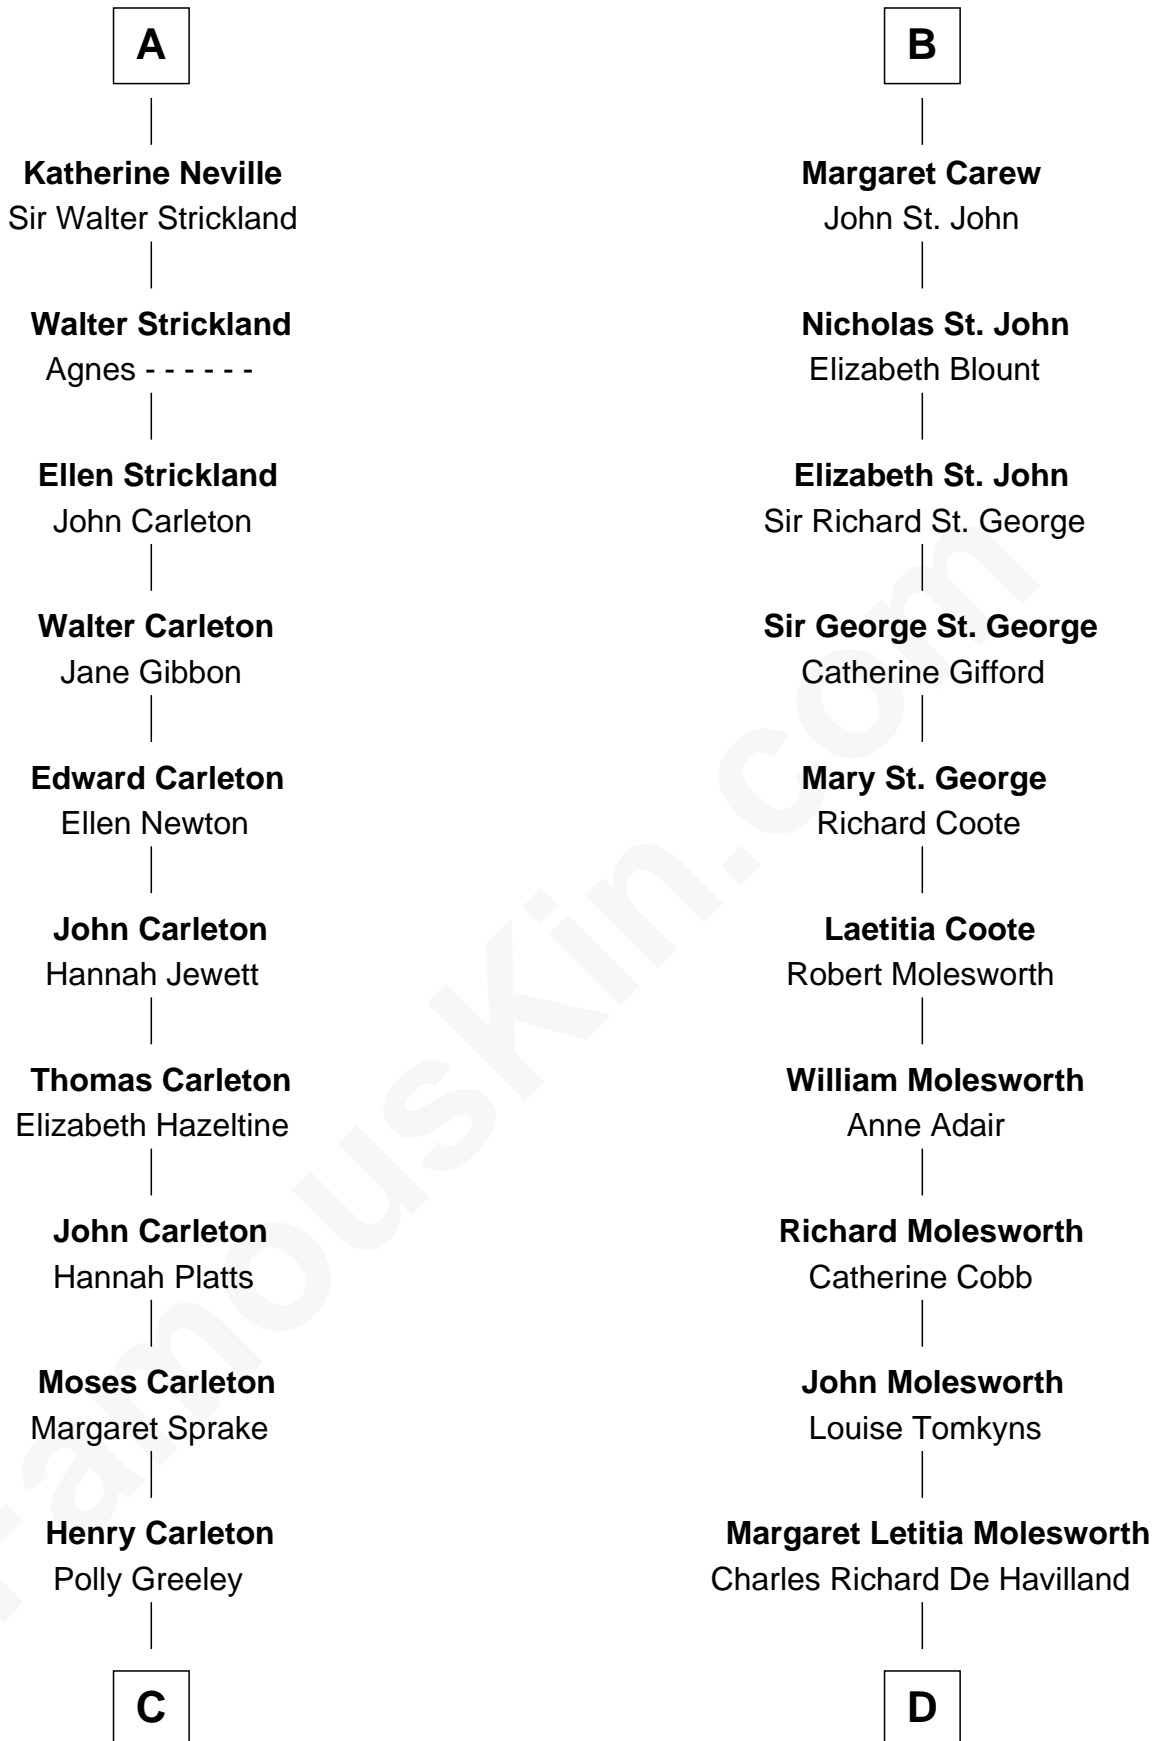 A
Katherine Neville
Sir Walter Strickland
Walter Strickland
Agnes - - - - - -
Ellen Strickland
John Carleton
Walter Carleton
Jane Gibbon
Edward Carleton
Ellen Newton
John Carleton
Hannah Jewett
Thomas Carleton
Elizabeth Hazeltine
John Carleton
Hannah Platts
Moses Carleton
Margaret Sprake
Henry Carleton
Polly Greeley
C
B
Margaret Carew
John St. John
Nicholas St. John
Elizabeth Blount
Elizabeth St. John
Sir Richard St. George
Sir George St. George
Catherine Gifford
Mary St. George
Richard Coote
Laetitia Coote
Robert Molesworth
William Molesworth
Anne Adair
Richard Molesworth
Catherine Cobb
John Molesworth
Louise Tomkyns
Margaret Letitia Molesworth
Charles Richard De Havilland
D
FamousKin.com